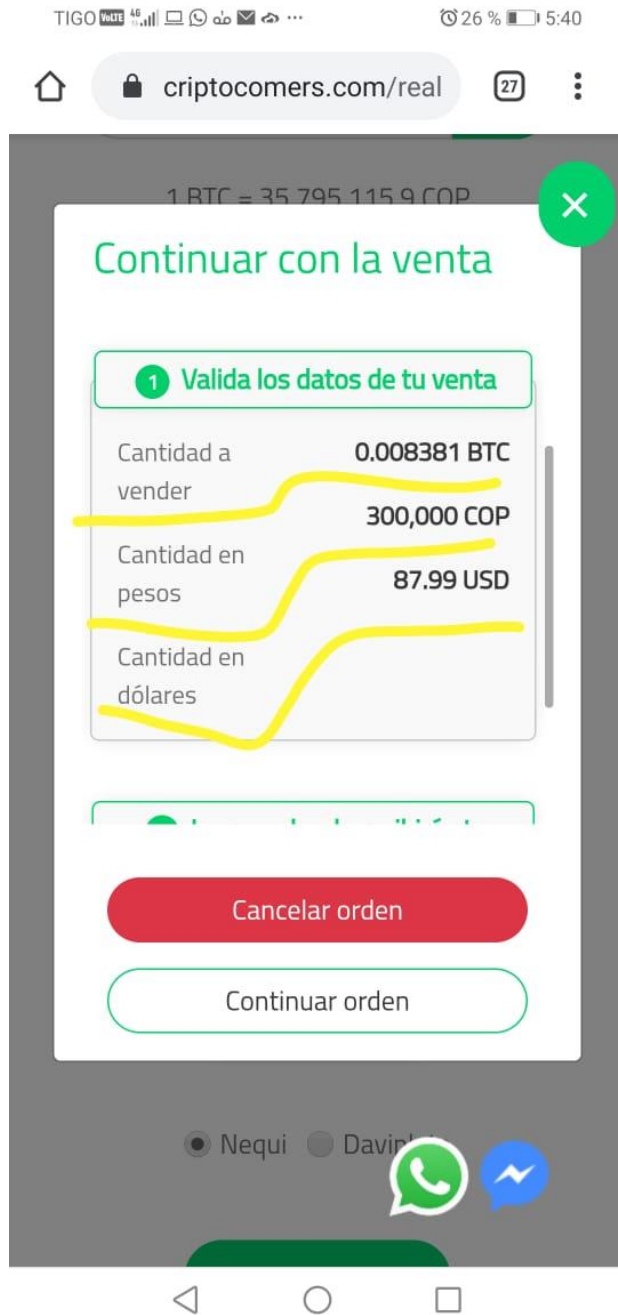 TIGO VoLTE 4G 26 % 5:40
criptocomers.com/real 27
1 BTC = 35.795.115,9 COP
Continuar con la venta
1 Valida los datos de tu venta
Cantidad a vender 0.008381 BTC
Cantidad en pesos 300,000 COP
Cantidad en dólares 87.99 USD
Cancelar orden
Continuar orden
Nequi